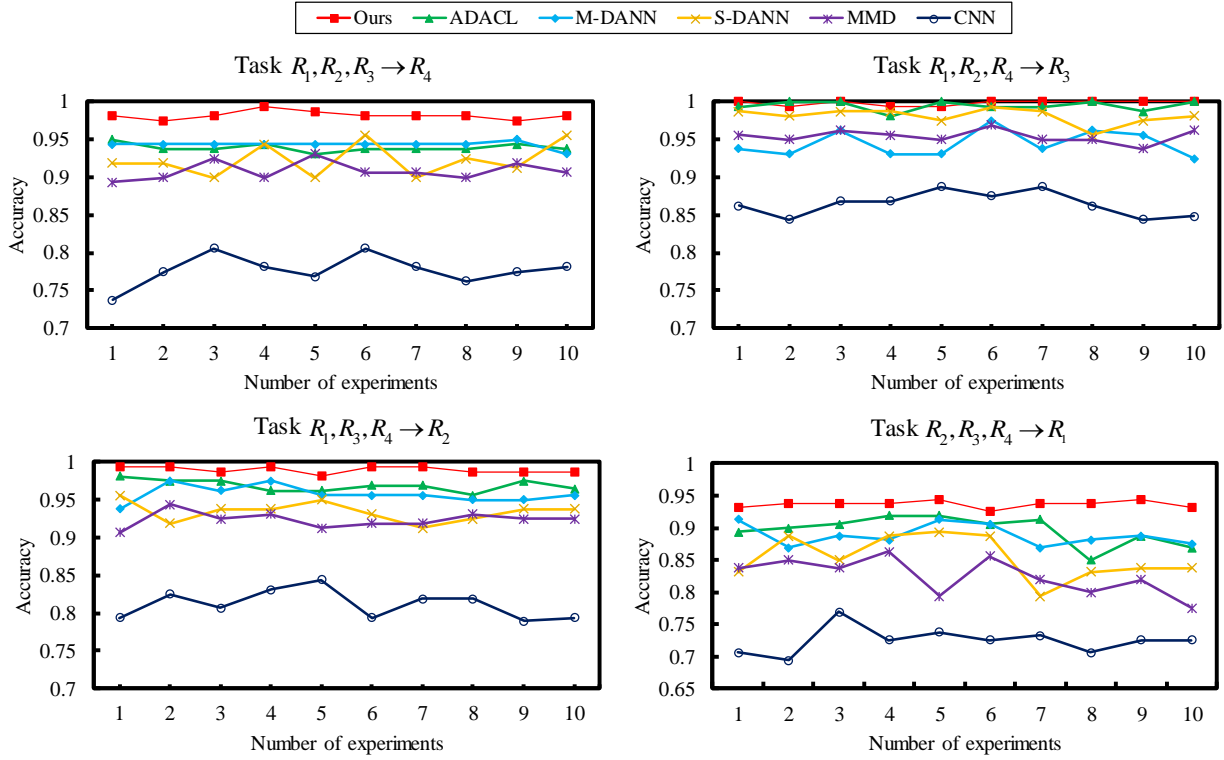 Ours ADACL M-DANN S-DANN MMD CNN
Task R₁, R₂, R₃ → R₄
Accuracy
1
0.95
0.9
0.85
0.8
0.75
0.7
1 2 3 4 5 6 7 8 9 10
Number of experiments
Task R₁, R₂, R₄ → R₃
Accuracy
1
0.95
0.9
0.85
0.8
0.75
0.7
1 2 3 4 5 6 7 8 9 10
Number of experiments
Task R₁, R₃, R₄ → R₂
Accuracy
1
0.95
0.9
0.85
0.8
0.75
0.7
1 2 3 4 5 6 7 8 9 10
Number of experiments
Task R₂, R₃, R₄ → R₁
Accuracy
1
0.95
0.9
0.85
0.8
0.75
0.7
0.65
1 2 3 4 5 6 7 8 9 10
Number of experiments